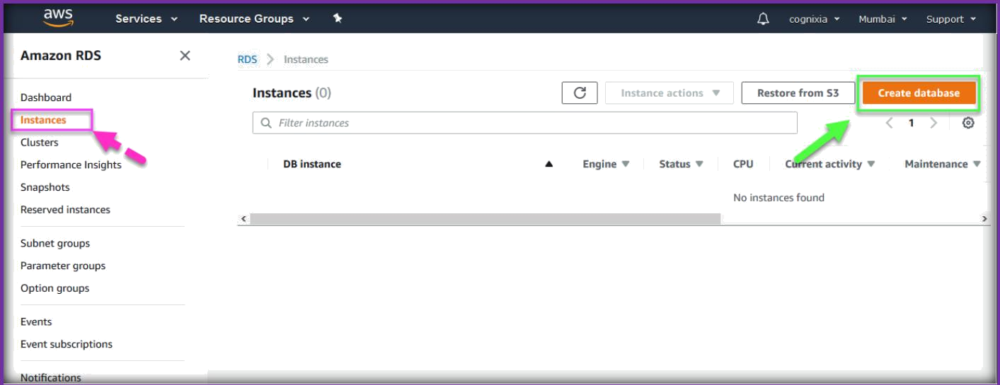 aws Services Resource Groups cognixia Mumbai Support
Amazon RDS
Dashboard
Instances
Clusters
Performance Insights
Snapshots
Reserved instances
Subnet groups
Parameter groups
Option groups
Events
Event subscriptions
Notifications
RDS > Instances
Instances (0) Instance actions Restore from S3 Create database
Filter instances 1
DB instance Engine Status CPU Current activity Maintenance
No instances found